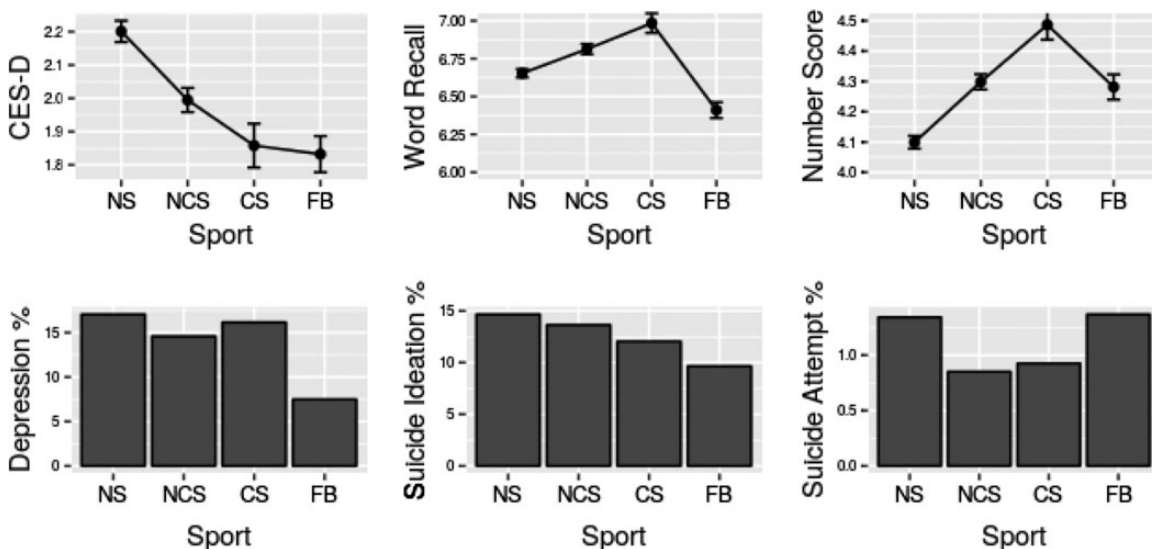 CES-D
2.2
2.1
2.0
1.9
1.8
NS NCS CS FB
Sport
Word Recall
7.00
6.75
6.50
6.25
6.00
NS NCS CS FB
Sport
Number Score
4.5
4.4
4.3
4.2
4.1
4.0
NS NCS CS FB
Sport
Depression %
15
10
5
0
NS NCS CS FB
Sport
Suicide Ideation %
15
10
5
0
NS NCS CS FB
Sport
Suicide Attempt %
1.0
0.5
0.0
NS NCS CS FB
Sport